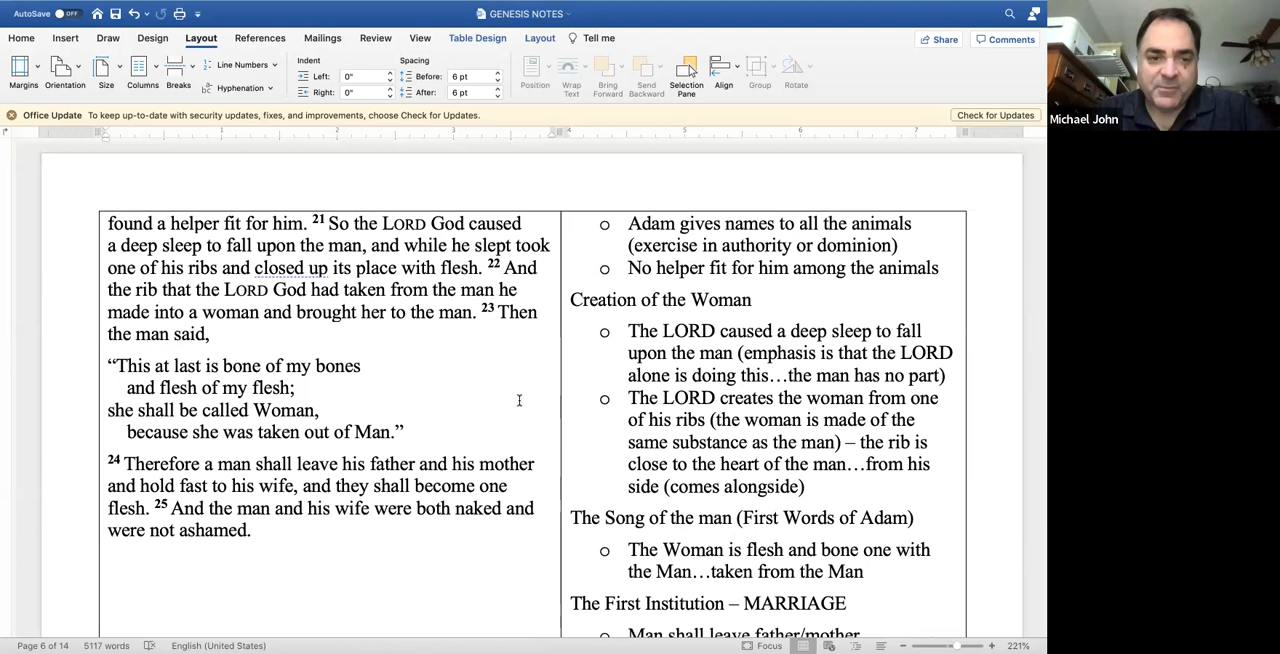 AutoSave OFF
GENESIS NOTES
Home Insert Draw Design Layout References Mailings Review View Table Design Layout Tell me
Share Comments
Margins Orientation Size Columns Breaks
Line Numbers
Hyphenation
Indent
Left: 0"
Right: 0"
Spacing
Before: 6 pt
After: 6 pt
Position Wrap Text Bring Forward Send Backward Selection Pane Align Group Rotate
Office Update To keep up-to-date with security updates, fixes, and improvements, choose Check for Updates.
Check for Updates
Michael John
1 2 3 4 5 6 7
found a helper fit for him. 21 So the LORD God caused
a deep sleep to fall upon the man, and while he slept took
one of his ribs and closed up its place with flesh. 22 And
the rib that the LORD God had taken from the man he
made into a woman and brought her to the man. 23 Then
the man said,
“This at last is bone of my bones
and flesh of my flesh;
she shall be called Woman,
because she was taken out of Man.”
24 Therefore a man shall leave his father and his mother
and hold fast to his wife, and they shall become one
flesh. 25 And the man and his wife were both naked and
were not ashamed.
o Adam gives names to all the animals
(exercise in authority or dominion)
o No helper fit for him among the animals
Creation of the Woman
o The LORD caused a deep sleep to fall
upon the man (emphasis is that the LORD
alone is doing this…the man has no part)
o The LORD creates the woman from one
of his ribs (the woman is made of the
same substance as the man) – the rib is
close to the heart of the man…from his
side (comes alongside)
The Song of the man (First Words of Adam)
o The Woman is flesh and bone one with
the Man…taken from the Man
The First Institution – MARRIAGE
o Man shall leave father/mother
Page 6 of 14 5117 words English (United States)
Focus
221%